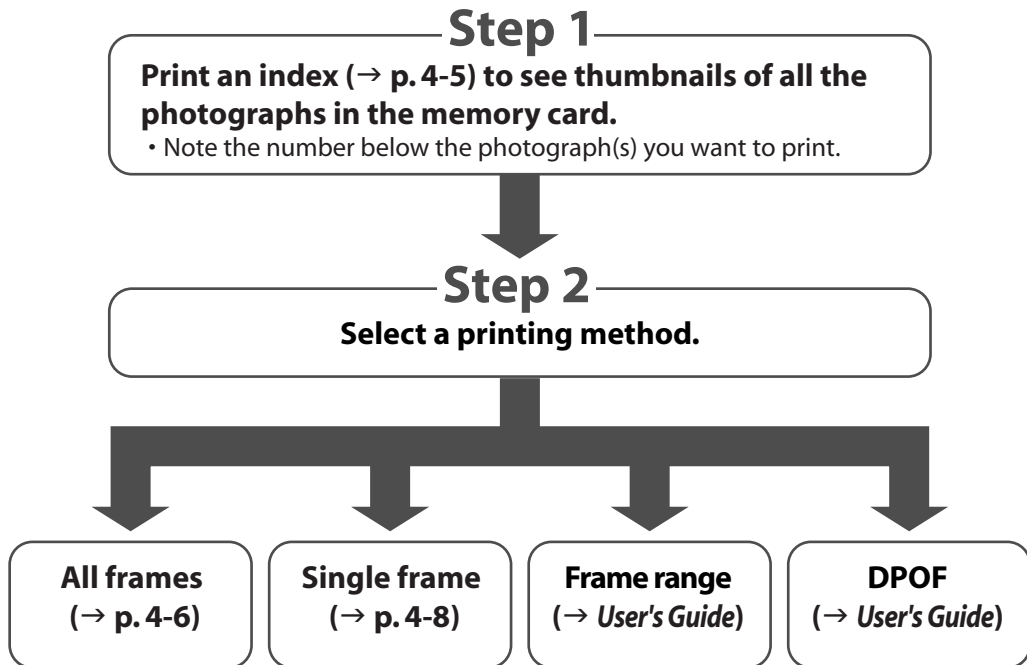 Step 1
Print an index (→ p. 4-5) to see thumbnails of all the
photographs in the memory card.
• Note the number below the photograph(s) you want to print.
Step 2
Select a printing method.
All frames
(→ p. 4-6)
Single frame
(→ p. 4-8)
Frame range
(→ User's Guide)
DPOF
(→ User's Guide)